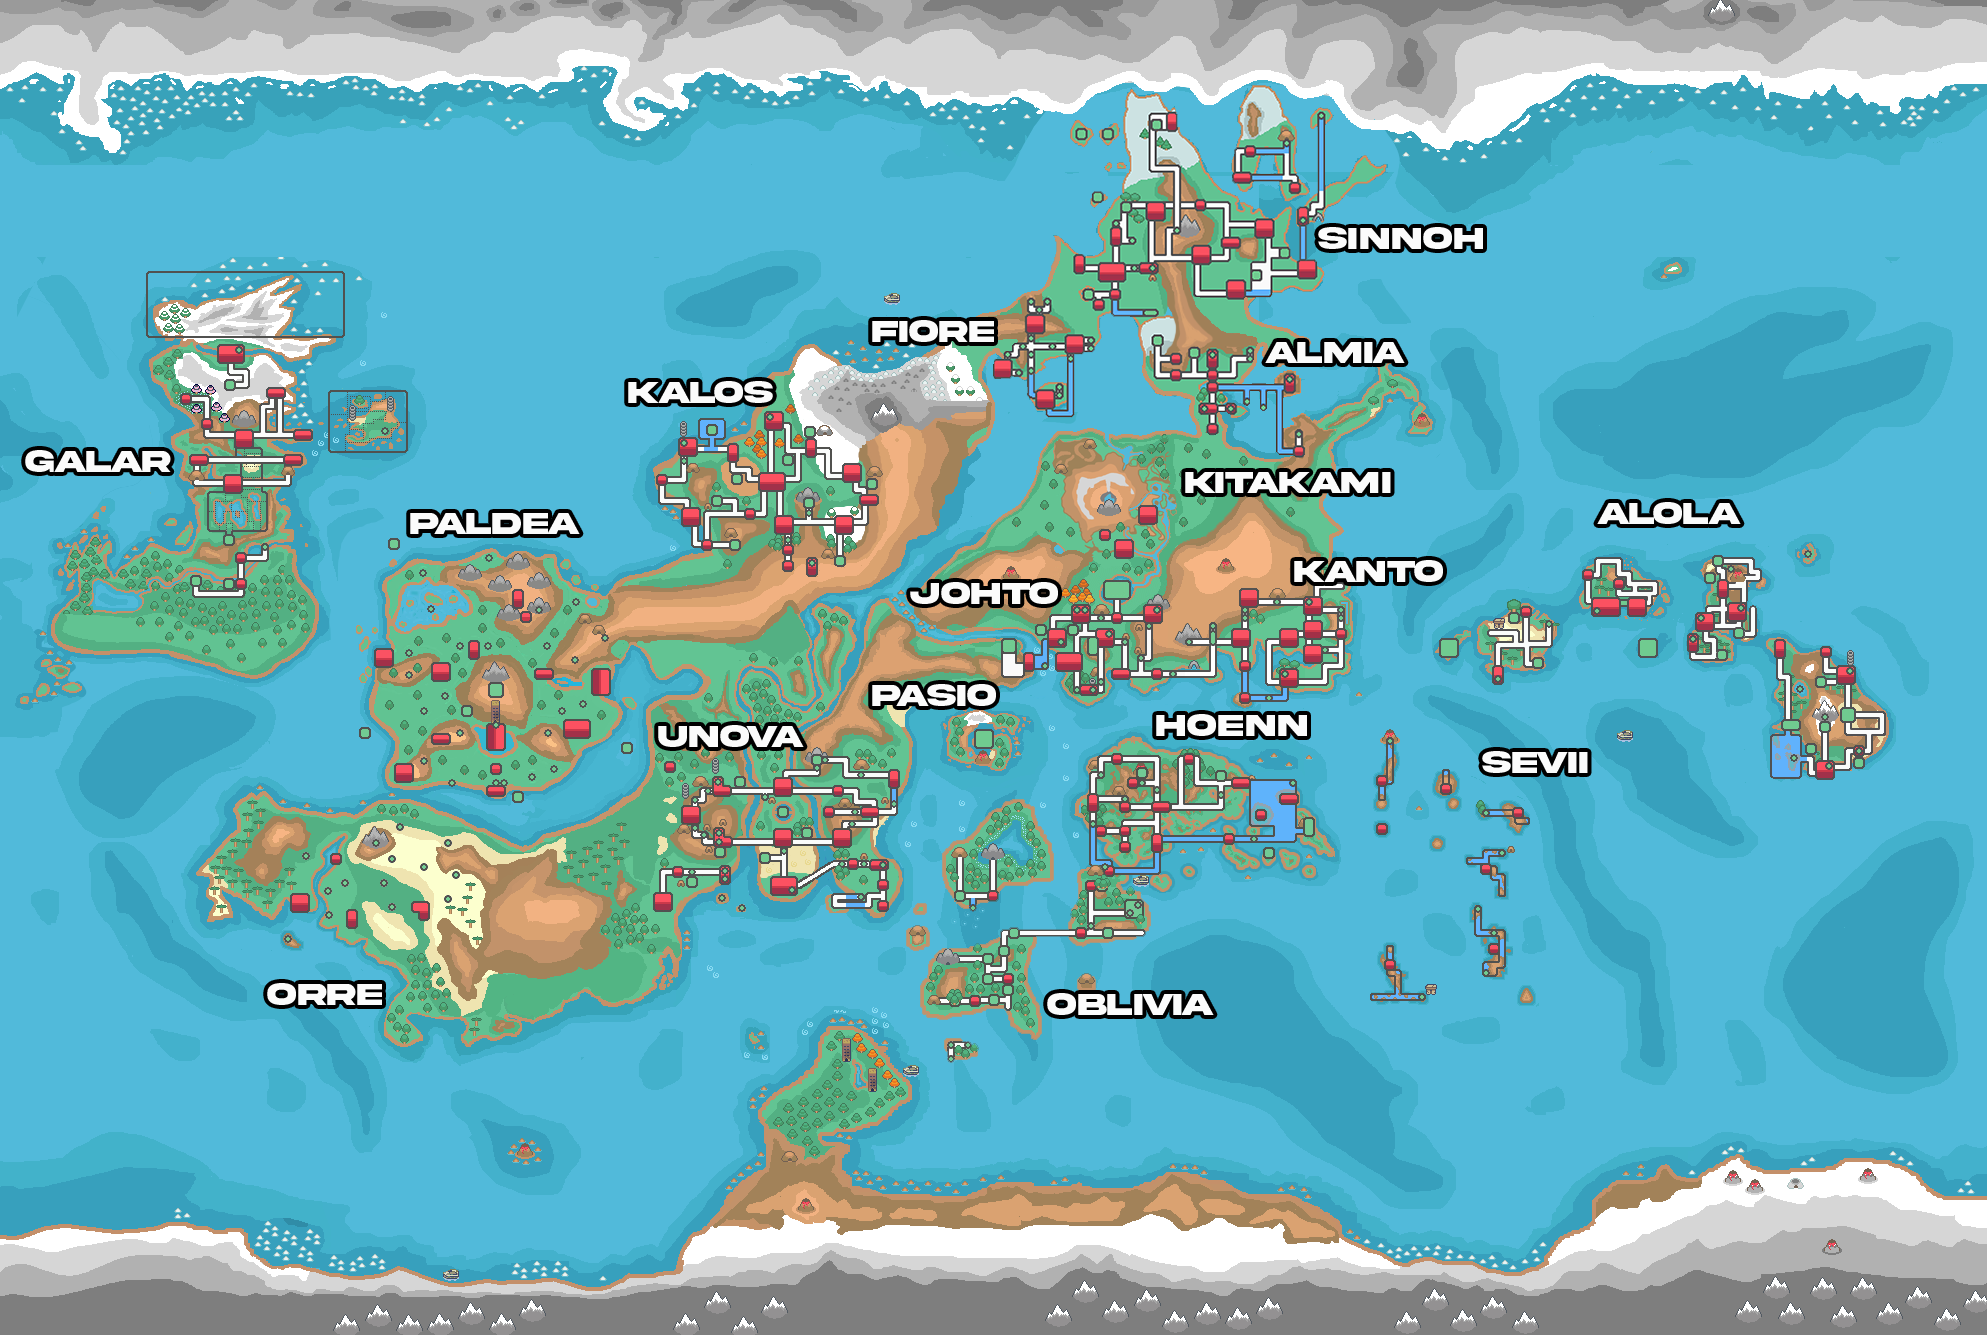 SINNOH
FIORE
ALMIA
KALOS
GALAR
KITAKAMI
PALDEA
ALOLA
KANTO
JOHTO
PASIO
HOENN
UNOVA
SEVII
ORRE
OBLIVIA